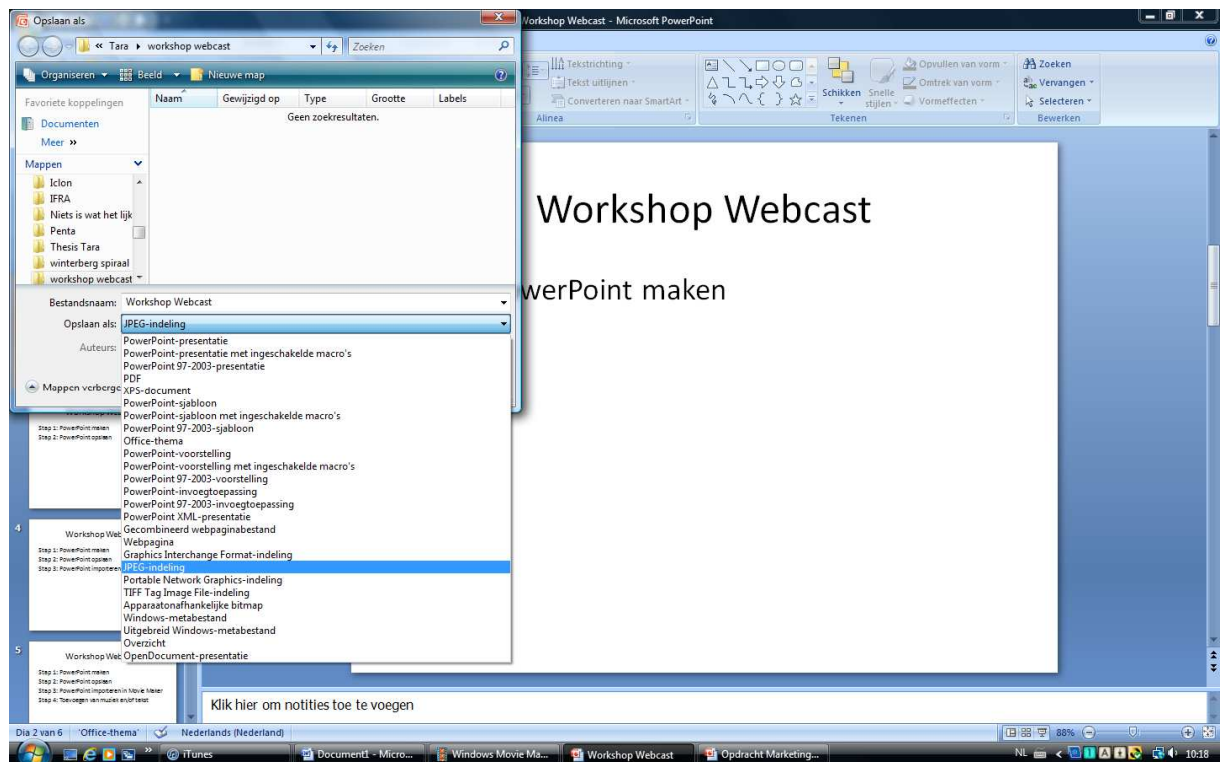 Opslaan als
Workshop Webcast - Microsoft PowerPoint
« Tara workshop webcast
Zoeken
Organiseren Beeld Nieuwe map
Favoriete koppelingen
Documenten
Meer »
Mappen
Iclon
IFRA
Niets is wat het lijk
Penta
Thesis Tara
winterberg spiraal
workshop webcast
Naam Gewijzigd op Type Grootte Labels
Geen zoekresultaten.
Bestandsnaam: Workshop Webcast
Opslaan als: JPEG-indeling
Auteurs:
Mappen verberge
PowerPoint-presentatie
PowerPoint-presentatie met ingeschakelde macro's
PowerPoint 97-2003-presentatie
PDF
XPS-document
PowerPoint-sjabloon
PowerPoint-sjabloon met ingeschakelde macro's
PowerPoint 97-2003-sjabloon
Office-thema
PowerPoint-voorstelling
PowerPoint-voorstelling met ingeschakelde macro's
PowerPoint 97-2003-voorstelling
PowerPoint-invoegtoepassing
PowerPoint 97-2003-invoegtoepassing
PowerPoint XML-presentatie
Gecombineerd webpaginabestand
Webpagina
Graphics Interchange Format-indeling
JPEG-indeling
Portable Network Graphics-indeling
TIFF Tag Image File-indeling
Apparaatonafhankelijke bitmap
Windows-metabestand
Uitgebreid Windows-metabestand
Overzicht
OpenDocument-presentatie
Tekstrichting
Tekst uitlijnen
Converteren naar SmartArt
Alinea
Schikken
Snelle
stijlen
Opvullen van vorm
Omtrek van vorm
Vormeffecten
Tekenen
Zoeken
Vervangen
Selecteren
Bewerken
Workshop Webcast
werPoint maken
Stap 1: PowerPoint maken
Stap 2: PowerPoint opslaan
4
Workshop Web
Stap 1: PowerPoint maken
Stap 2: PowerPoint opslaan
Stap 3: PowerPoint importeren
5
Workshop Web
Stap 1: PowerPoint maken
Stap 2: PowerPoint opslaan
Stap 3: PowerPoint importeren in Movie Maker
Stap 4: Toevoegen van muziek en/of tekst
Klik hier om notities toe te voegen
Dia 2 van 6 'Office-thema' Nederlands (Nederland) 88%
iTunes Document1 - Micro... Windows Movie Ma... Workshop Webcast Opdracht Marketing... NL 10:18